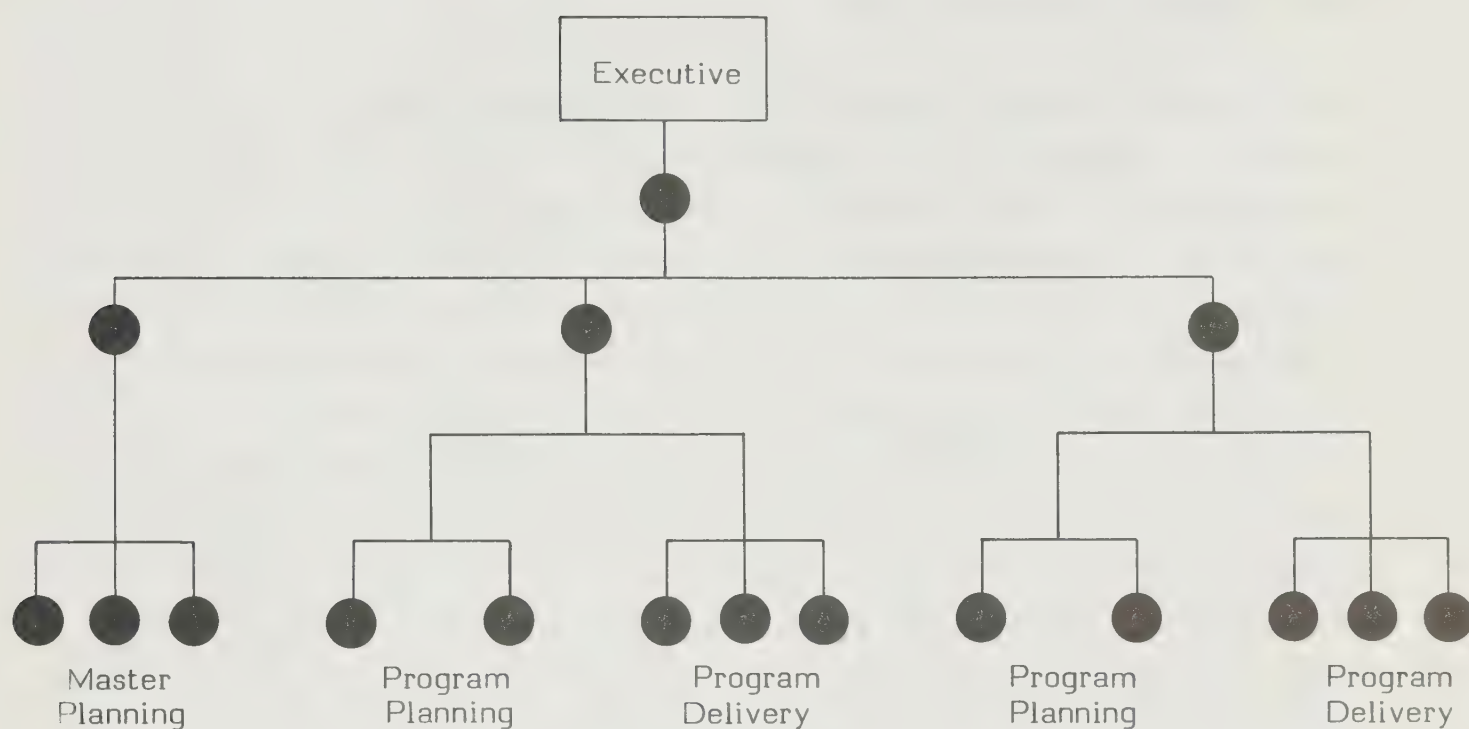 Executive
Master
Planning
Program
Planning
Program
Delivery
Program
Planning
Program
Delivery